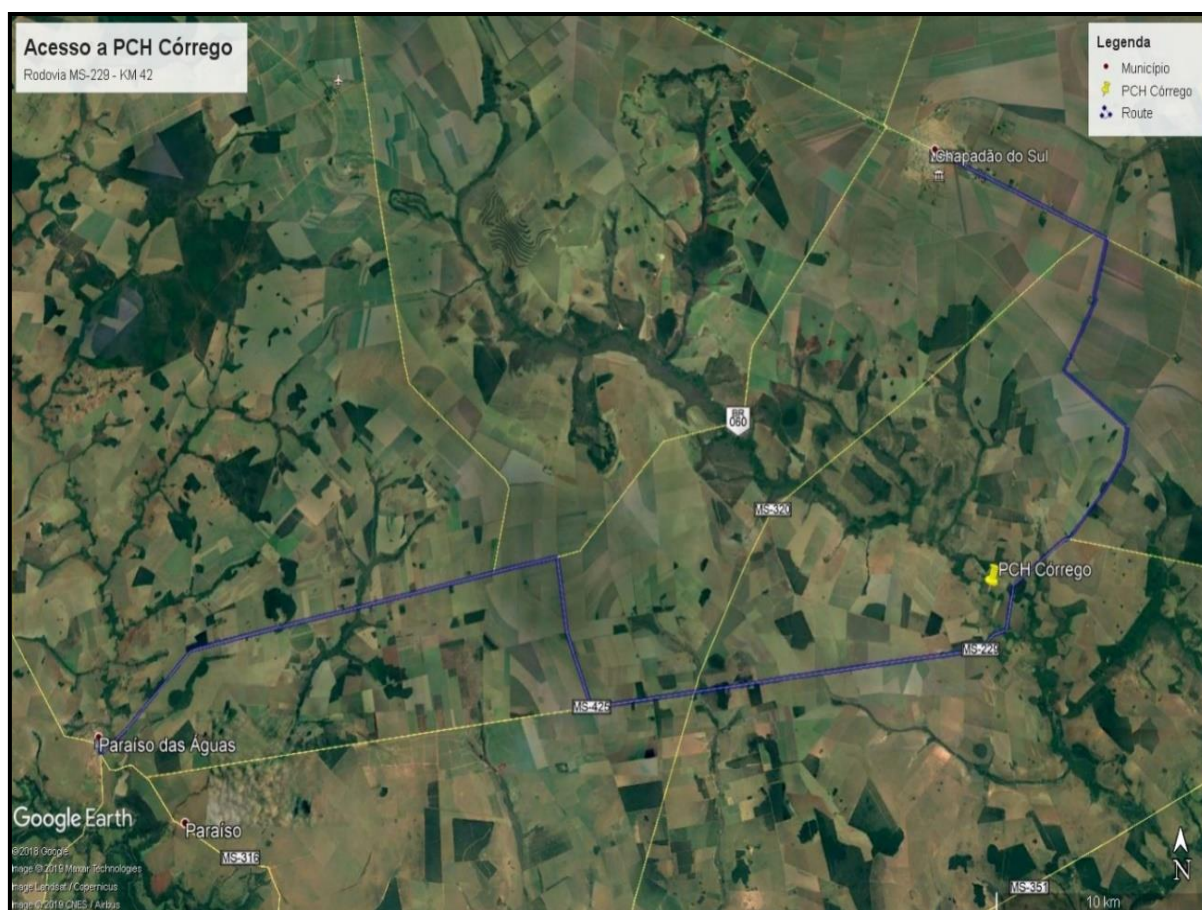 Acesso a PCH Córrego
Rodovia MS-229 - KM 42
Legenda
Município
PCH Córrego
Route
Chapadão do Sul
BR
060
MS-320
PCH Córrego
MS-229
MS-425
Paraíso das Águas
Paraíso
MS-316
Google Earth
©2018 Google
Image © 2019 Maxar Technologies
Image Landsat / Copernicus
Image © 2019 CNES / Airbus
N
MS-351
10 km